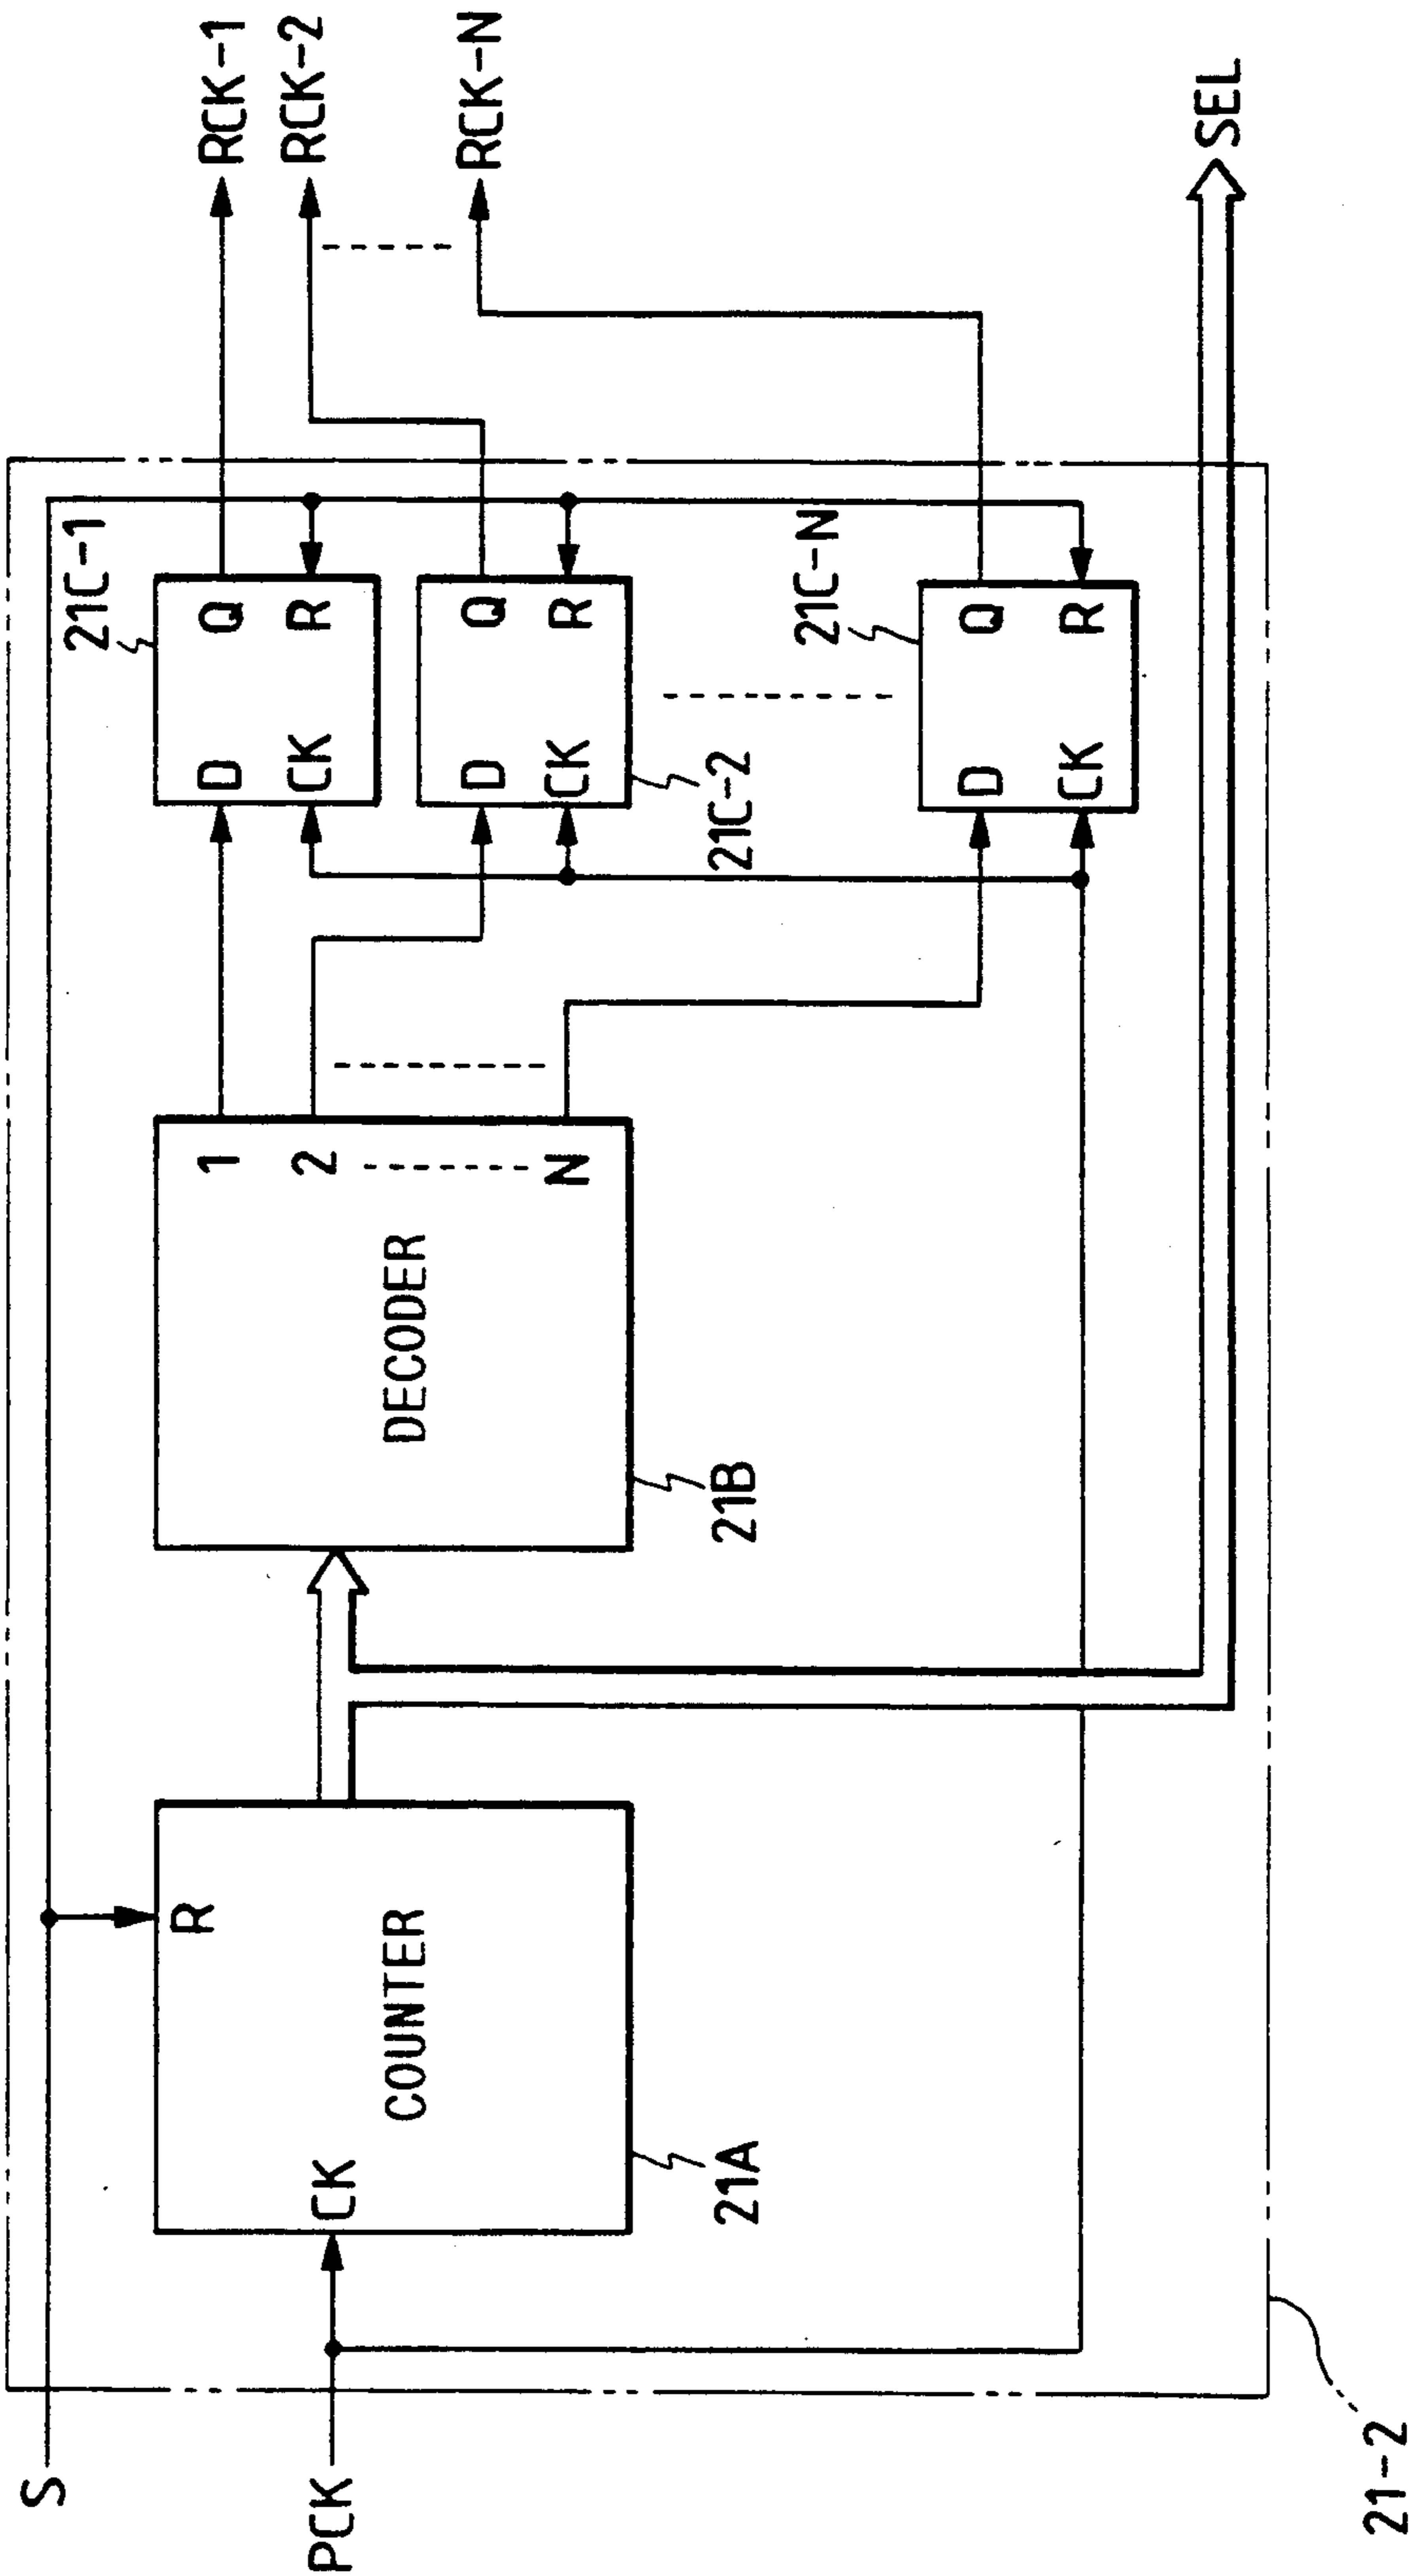 S
PCK
21-2
CK
R
COUNTER
21A
DECODER
1
2
N
21B
21C-1
D
Q
CK
R
D
Q
CK
R
21C-2
21C-N
D
Q
CK
R
RCK-1
RCK-2
RCK-N
SEL